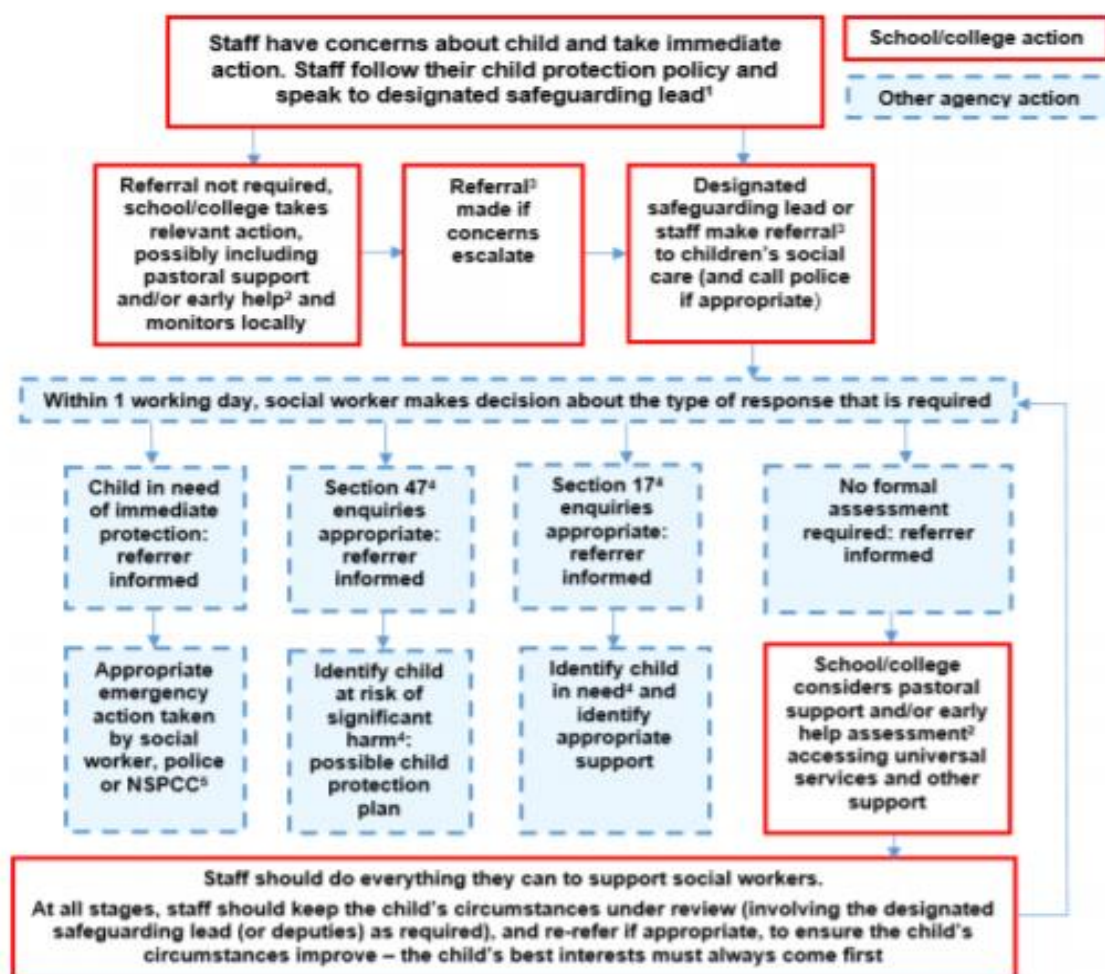 Staff have concerns about child and take immediate
action. Staff follow their child protection policy and
speak to designated safeguarding lead¹
School/college action
Other agency action
Referral not required,
school/college takes
relevant action,
possibly including
pastoral support
and/or early help² and
monitors locally
Referral³
made if
concerns
escalate
Designated
safeguarding lead or
staff make referral³
to children's social
care (and call police
if appropriate)
Within 1 working day, social worker makes decision about the type of response that is required
Child in need
of immediate
protection:
referrer
informed
Section 47⁴
enquiries
appropriate:
referrer
informed
Section 17⁴
enquiries
appropriate:
referrer
informed
No formal
assessment
required: referrer
informed
Appropriate
emergency
action taken
by social
worker, police
or NSPCC⁵
Identify child
at risk of
significant
harm⁴:
possible child
protection
plan
Identify child
in need⁴ and
identify
appropriate
support
School/college
considers pastoral
support and/or early
help assessment²
accessing universal
services and other
support
Staff should do everything they can to support social workers.
At all stages, staff should keep the child's circumstances under review (involving the designated
safeguarding lead (or deputies) as required), and re-refer if appropriate, to ensure the child's
circumstances improve – the child's best interests must always come first